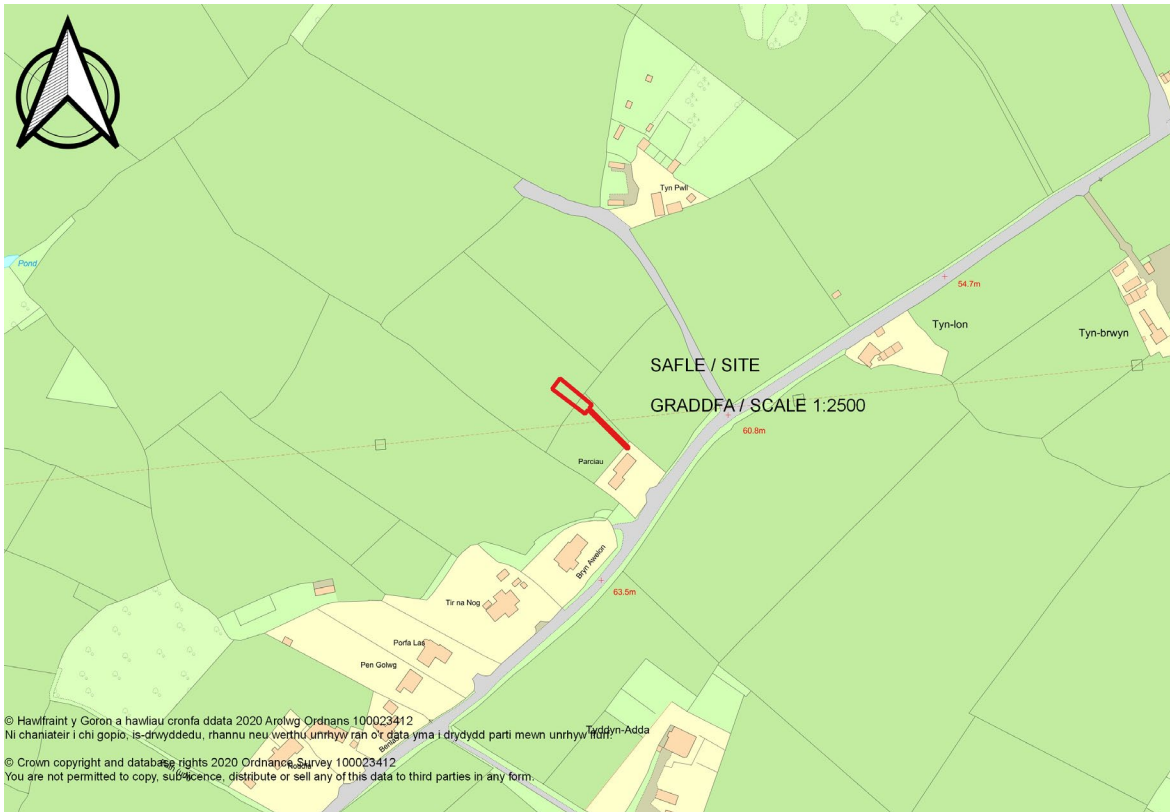 Tyn Pwll
Pond
54.7m
Tyn-lon
Tyn-brwyn
SAFLE / SITE
GRADDFA / SCALE 1:2500
60.8m
Parciau
Bryn Awelon
63.5m
Tir na Nog
Porfa Las
Pen Golwg
Tyddyn-Adda
© Hawlfraint y Goron a hawliau cronfa ddata 2020 Arolwg Ordnans 100023412
Ni chaniateir i chi gopïo, is-drwyddedu, rhannu neu werthu unrhyw ran o'r data yma i drydydd parti mewn unrhyw ffurf.
© Crown copyright and database rights 2020 Ordnance Survey 100023412
You are not permitted to copy, sub-licence, distribute or sell any of this data to third parties in any form.